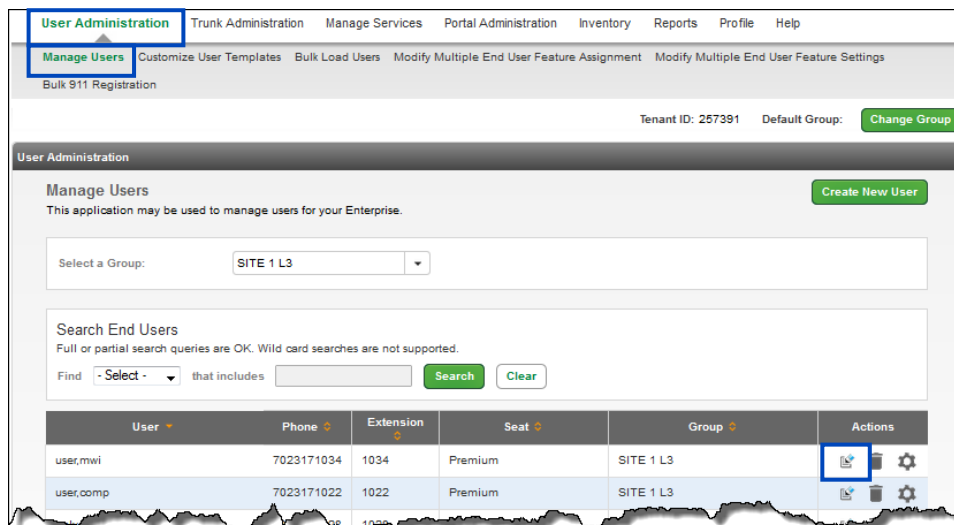 User Administration Trunk Administration Manage Services Portal Administration Inventory Reports Profile Help
Manage Users Customize User Templates Bulk Load Users Modify Multiple End User Feature Assignment Modify Multiple End User Feature Settings
Bulk 911 Registration
Tenant ID: 257391 Default Group: Change Group
User Administration
Manage Users
Create New User
This application may be used to manage users for your Enterprise.
Select a Group: SITE 1 L3
Search End Users
Full or partial search queries are OK. Wild card searches are not supported.
Find - Select - that includes Search Clear
User Phone Extension Seat Group Actions
user,mwi 7023171034 1034 Premium SITE 1 L3
user,comp 7023171022 1022 Premium SITE 1 L3